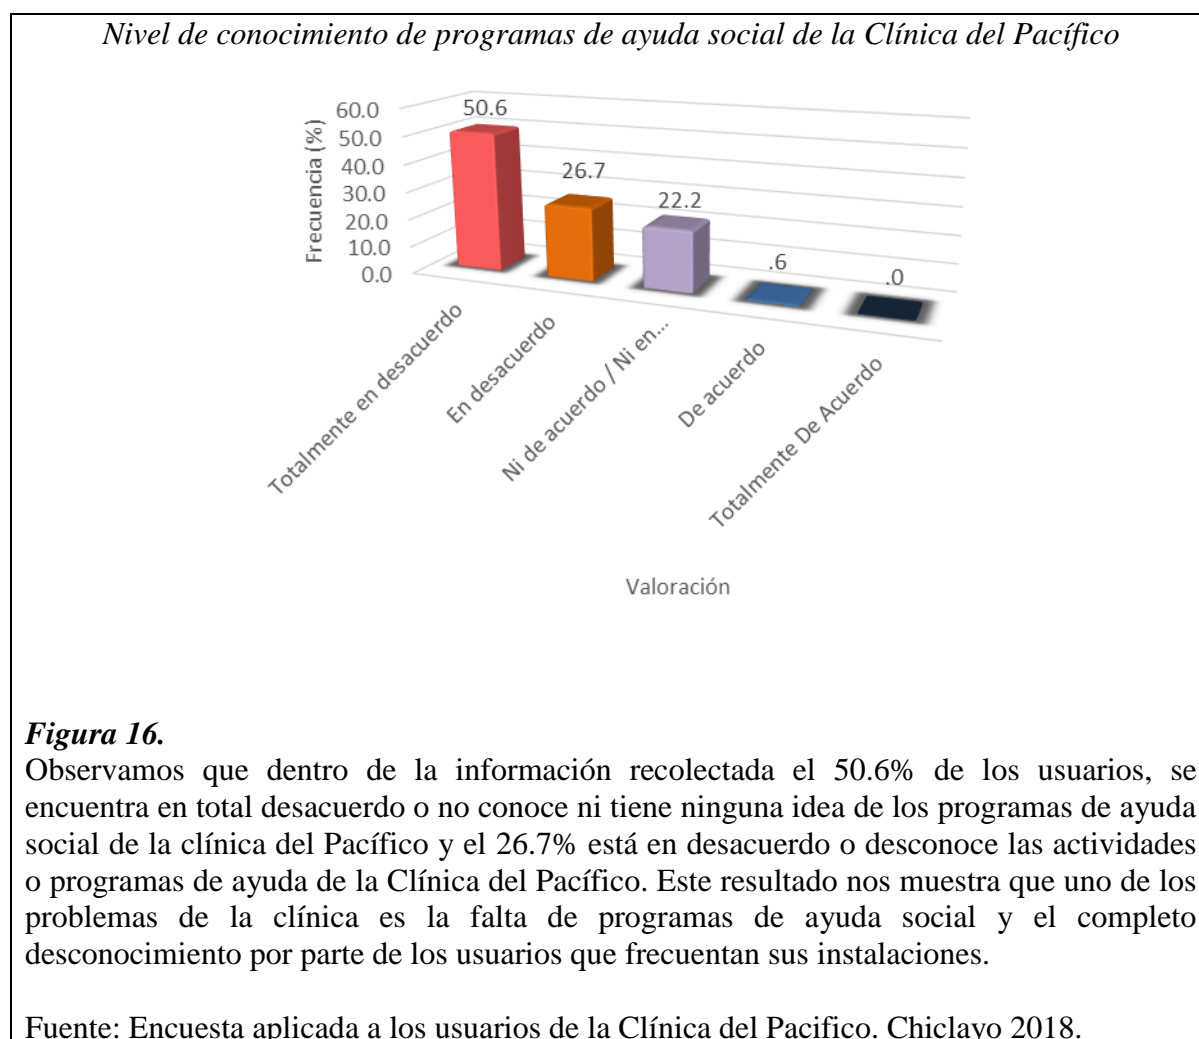 Nivel de conocimiento de programas de ayuda social de la Clínica del Pacífico
60.0
50.0
40.0
30.0
20.0
10.0
0.0
Frecuencia (%)
50.6
26.7
22.2
.6
.0
Totalmente en desacuerdo
En desacuerdo
Ni de acuerdo / Ni en...
De acuerdo
Totalmente De Acuerdo
Valoración
Figura 16.
Observamos que dentro de la información recolectada el 50.6% de los usuarios, se
encuentra en total desacuerdo o no conoce ni tiene ninguna idea de los programas de ayuda
social de la clínica del Pacífico y el 26.7% está en desacuerdo o desconoce las actividades
o programas de ayuda de la Clínica del Pacífico. Este resultado nos muestra que uno de los
problemas de la clínica es la falta de programas de ayuda social y el completo
desconocimiento por parte de los usuarios que frecuentan sus instalaciones.
Fuente: Encuesta aplicada a los usuarios de la Clínica del Pacifico. Chiclayo 2018.